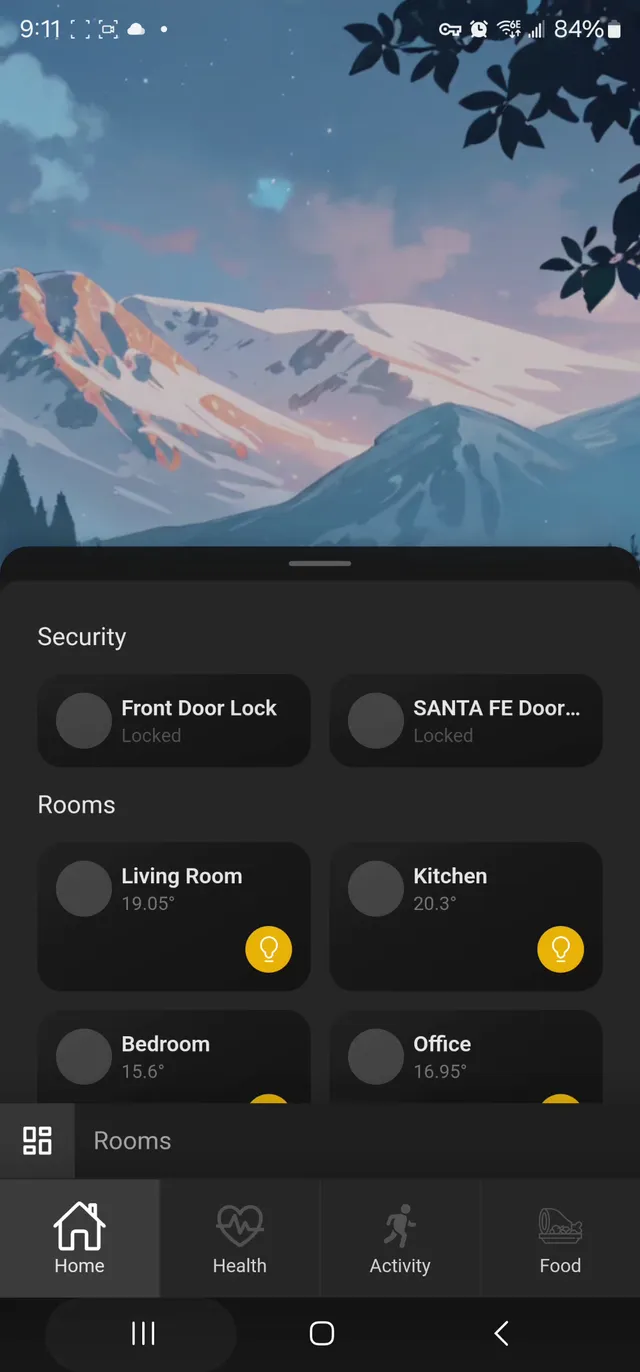 9:11 84%
Security
Front Door Lock
Locked
SANTA FE Door...
Locked
Rooms
Living Room
19.05°
Kitchen
20.3°
Bedroom
15.6°
Office
16.95°
Rooms
Home
Health
Activity
Food